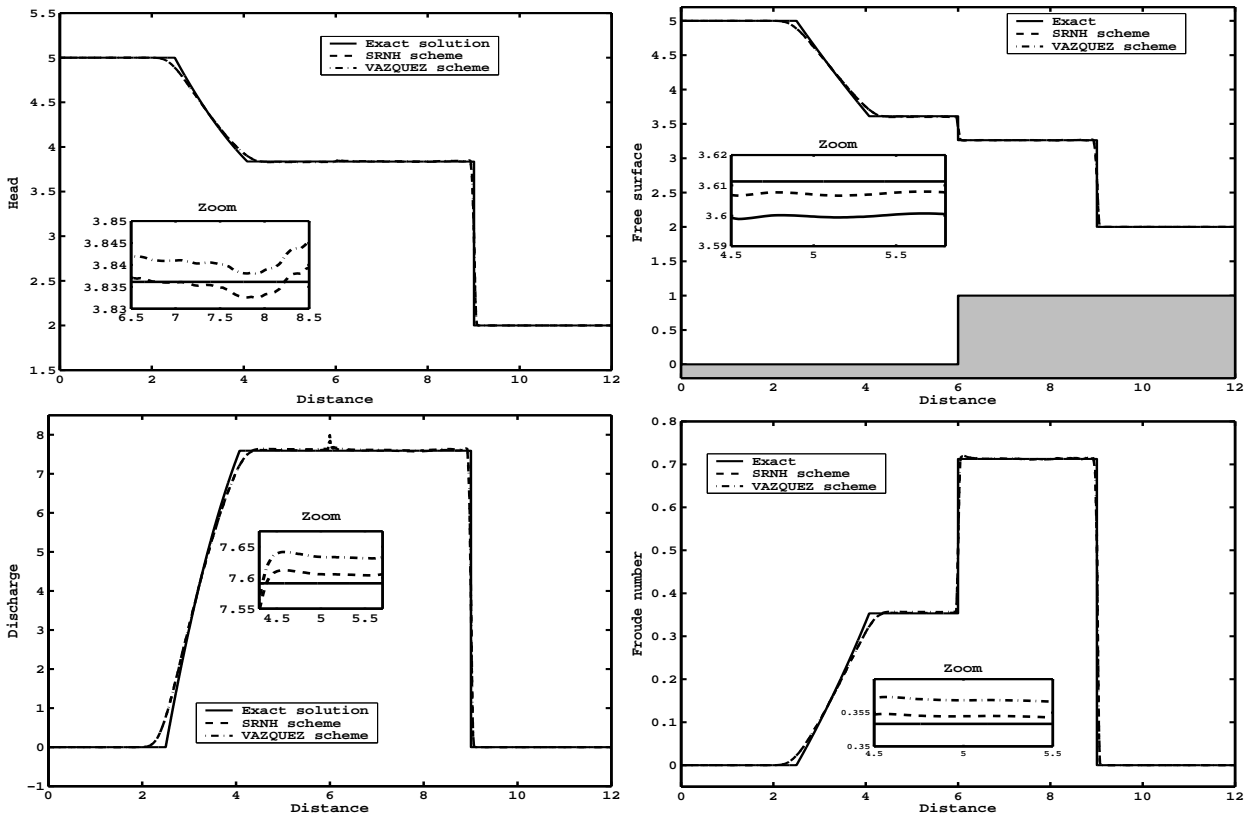 5.5
5
4.5
4
3.5
3
2.5
2
1.5
Head
Exact solution
SRNH scheme
VAZQUEZ scheme
Zoom
3.85
3.845
3.84
3.835
3.83
6.5 7 7.5 8 8.5
0 2 4 6 8 10 12
Distance
5
4.5
4
3.5
3
2.5
2
1.5
1
0.5
0
Free surface
Exact
SRNH scheme
VAZQUEZ scheme
Zoom
3.62
3.61
3.6
3.59
4.5 5 5.5
0 2 4 6 8 10 12
Distance
8
7
6
5
4
3
2
1
0
−1
Discharge
Zoom
7.65
7.6
7.55
4.5 5 5.5
Exact solution
SRNH scheme
VAZQUEZ scheme
0 2 4 6 8 10 12
Distance
0.8
0.7
0.6
0.5
0.4
0.3
0.2
0.1
0
Froude number
Exact
SRNH scheme
VAZQUEZ scheme
Zoom
0.355
0.35
4.5 5 5.5
0 2 4 6 8 10 12
Distance